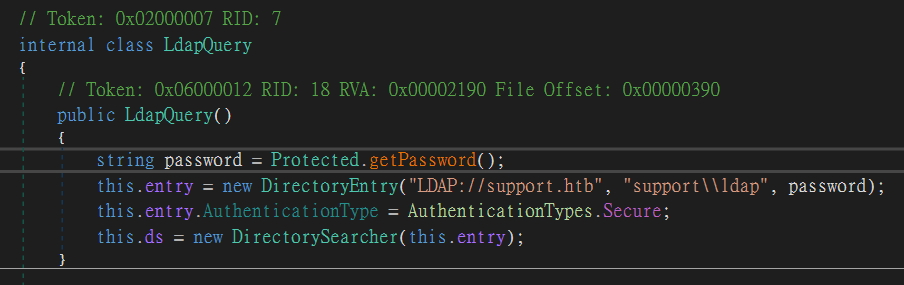 // Token: 0x02000007 RID: 7
internal class LdapQuery
{
// Token: 0x06000012 RID: 18 RVA: 0x00002190 File Offset: 0x00000390
public LdapQuery()
{
string password = Protected.getPassword();
this.entry = new DirectoryEntry("LDAP://support.htb", "support\\ldap", password);
this.entry.AuthenticationType = AuthenticationTypes.Secure;
this.ds = new DirectorySearcher(this.entry);
}